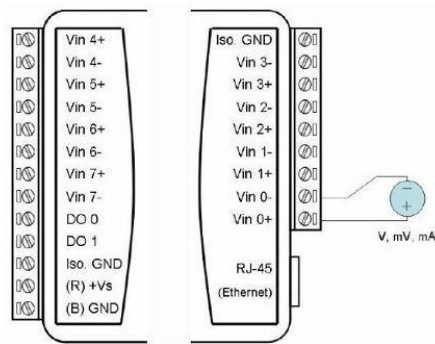 Vin 4+
Vin 4-
Vin 5+
Vin 5-
Vin 6+
Vin 6-
Vin 7+
Vin 7-
DO 0
DO 1
Iso. GND
(R) +Vs
(B) GND
Iso. GND
Vin 3-
Vin 3+
Vin 2-
Vin 2+
Vin 1-
Vin 1+
Vin 0-
Vin 0+
RJ-45
(Ethernet)
V, mV, mA